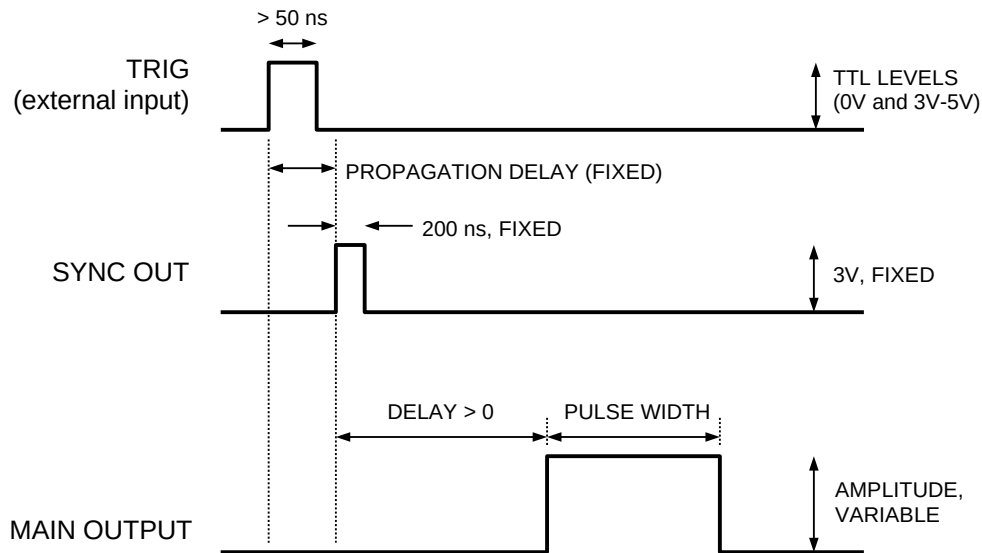 > 50 ns
TRIG
(external input)
TTL LEVELS
(0V and 3V-5V)
PROPAGATION DELAY (FIXED)
200 ns, FIXED
SYNC OUT
3V, FIXED
DELAY > 0
PULSE WIDTH
MAIN OUTPUT
AMPLITUDE,
VARIABLE